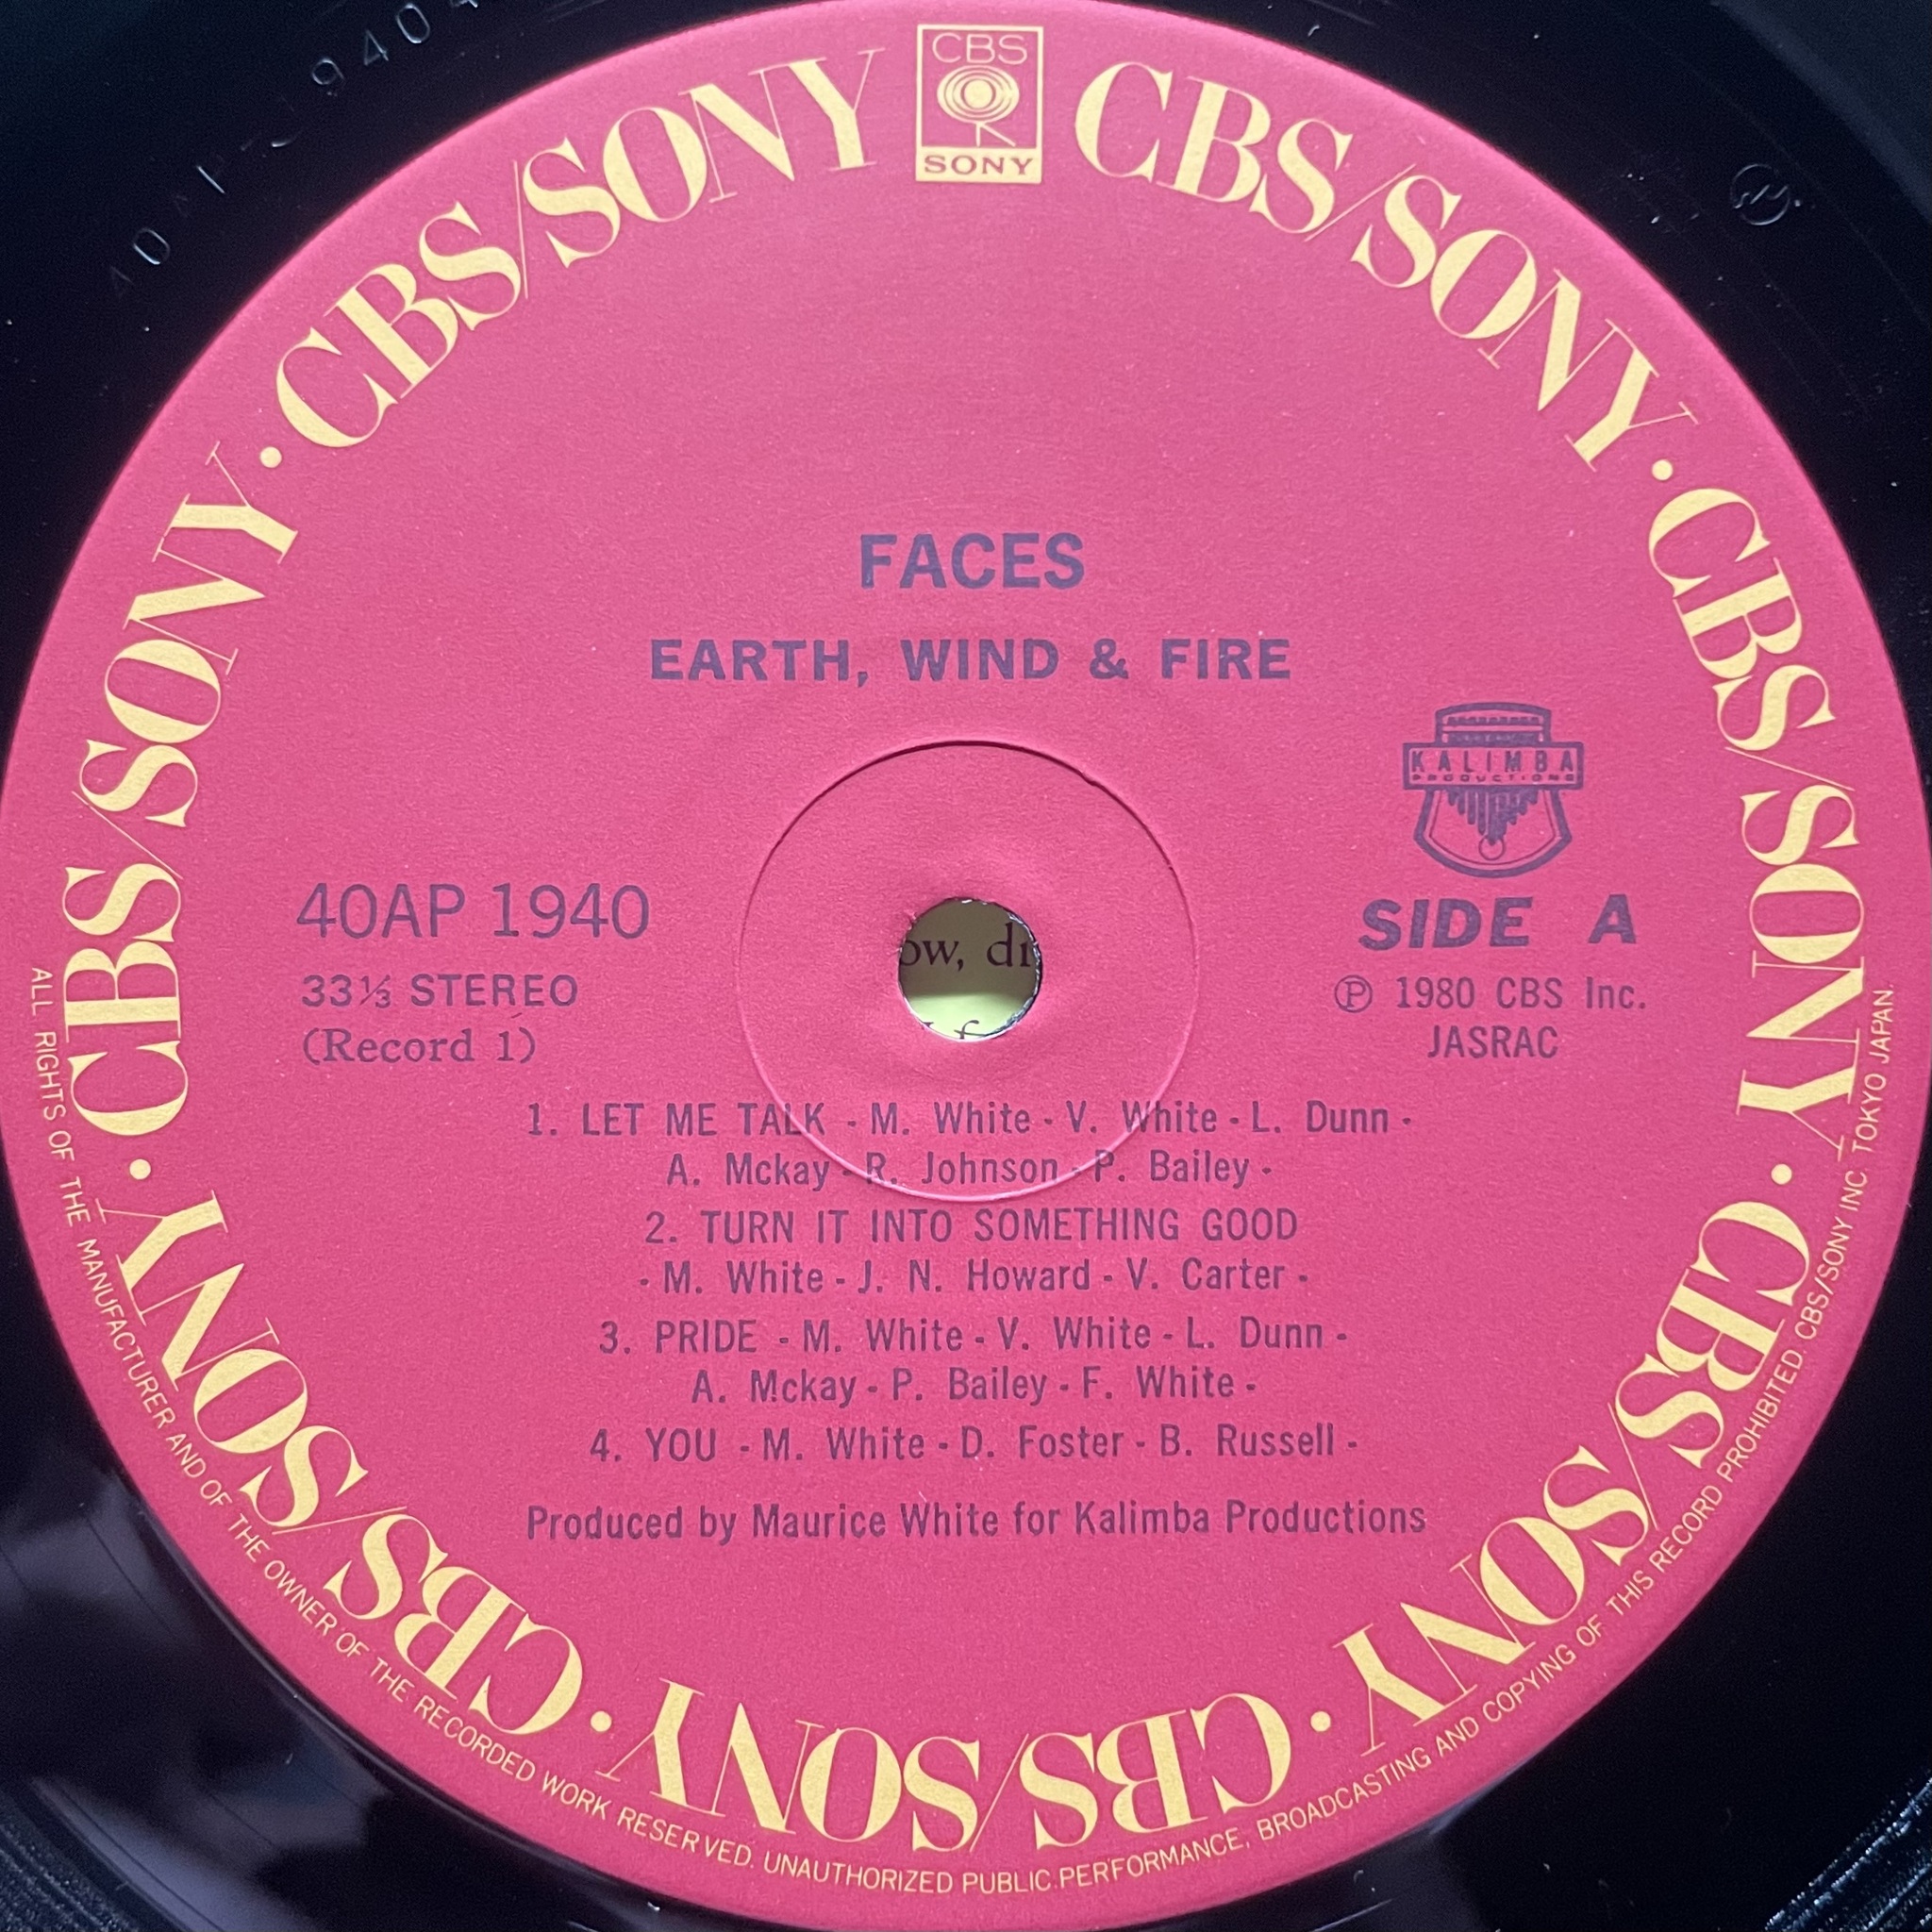 CBS
SONY
CBS/SONY · CBS/SONY · CBS/SONY · CBS/SONY · CBS/SONY · CBS/SONY · CBS/SONY
FACES
EARTH, WIND & FIRE
KALIMBA
PRODUCTIONS
40AP 1940
SIDE A
33⅓ STEREO
℗ 1980 CBS Inc.
(Record 1)
JASRAC
ow, di
1. LET ME TALK - M. White - V. White - L. Dunn -
A. Mckay - R. Johnson - P. Bailey -
2. TURN IT INTO SOMETHING GOOD
- M. White - J. N. Howard - V. Carter -
3. PRIDE - M. White - V. White - L. Dunn -
A. Mckay - P. Bailey - F. White -
4. YOU - M. White - D. Foster - B. Russell -
Produced by Maurice White for Kalimba Productions
ALL RIGHTS OF THE MANUFACTURER AND OF THE OWNER OF THE RECORDED WORK RESERVED. UNAUTHORIZED PUBLIC.PERFORMANCE, BROADCASTING AND COPYING OF THIS RECORD PROHIBITED. CBS/SONY INC. TOKYO JAPAN.